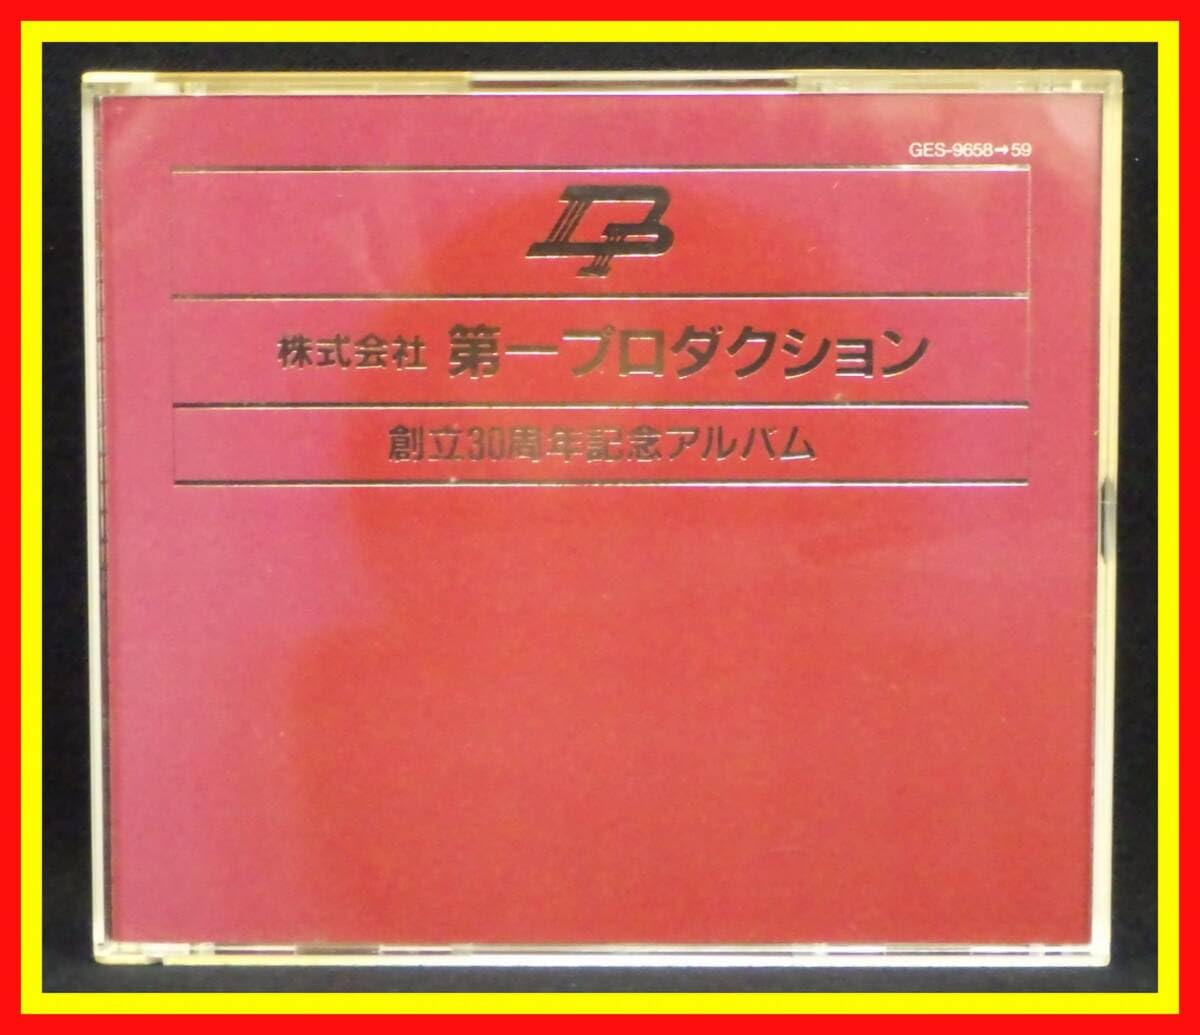 GES-9658→59
株式会社 第一プロダクション
創立30周年記念アルバム